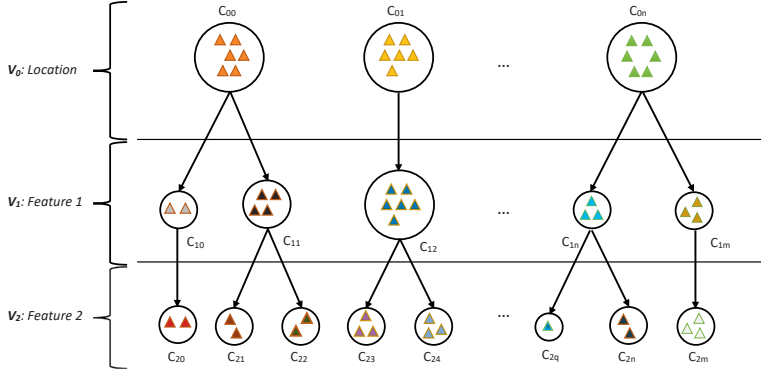 C00 C01 C0n
V0: Location ...
V1: Feature 1 ...
C10 C11 C12 C1n C1m
V2: Feature 2 ...
C20 C21 C22 C23 C24 C2q C2n C2m